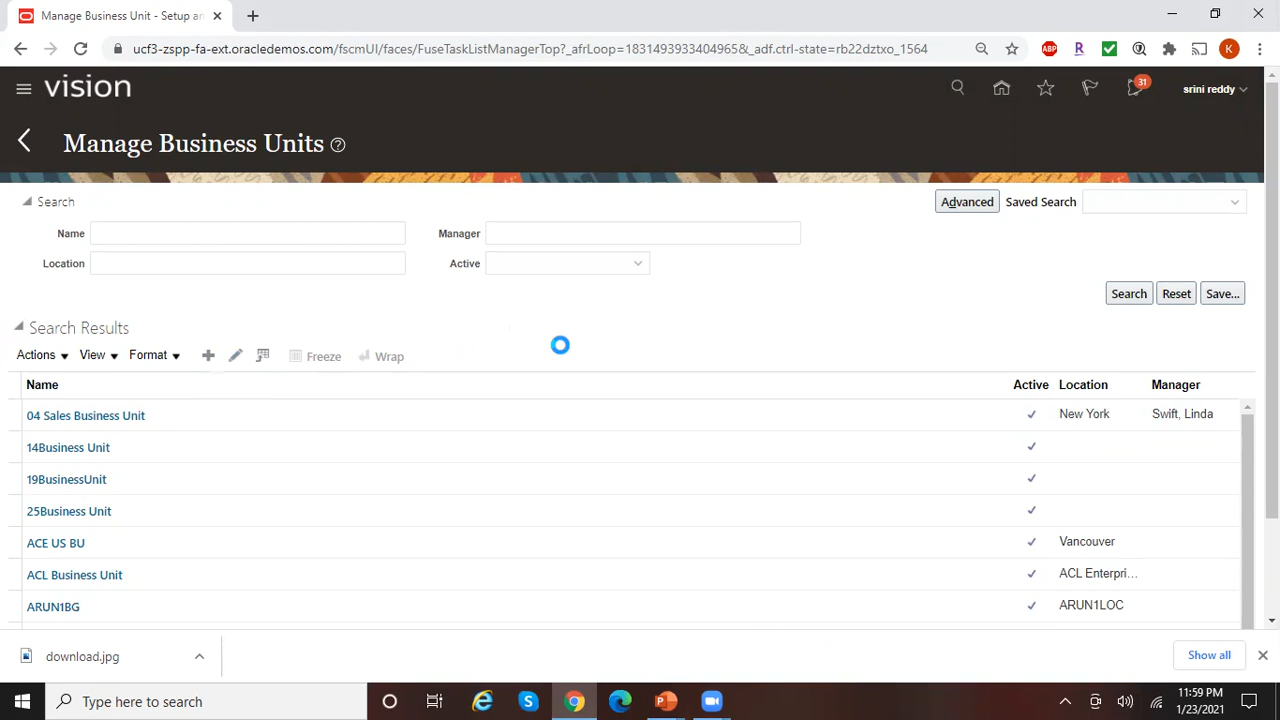 Manage Business Unit - Setup an
ucf3-zspp-fa-ext.oracledemos.com/fscmUI/faces/FuseTaskListManagerTop?_afrLoop=1831493933404965&_adf.ctrl-state=rb22dztxo_1564
ABP
R
K
vision
31
srini reddy
Manage Business Units
Search
Advanced
Saved Search
Name
Manager
Location
Active
Search
Reset
Save...
Search Results
Actions
View
Format
Freeze
Wrap
Name
Active
Location
Manager
04 Sales Business Unit
New York
Swift, Linda
14Business Unit
19BusinessUnit
25Business Unit
ACE US BU
Vancouver
ACL Business Unit
ACL Enterpri...
ARUN1BG
ARUN1LOC
download.jpg
Show all
Type here to search
11:59 PM
1/23/2021